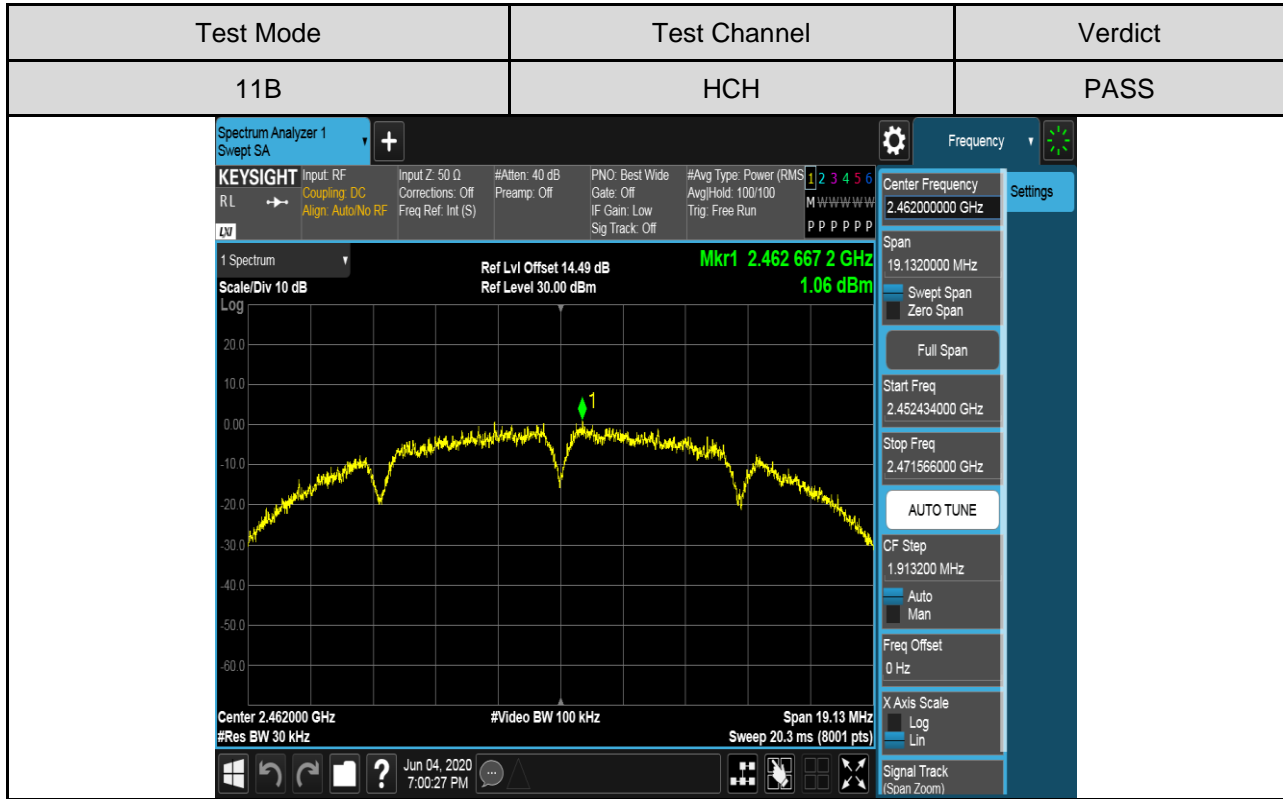 Test Mode
Test Channel
Verdict
11B
HCH
PASS
Spectrum Analyzer 1
Swept SA
+
Frequency
KEYSIGHT
RL
LXI
Input: RF
Coupling: DC
Align: Auto/No RF
Input Z: 50 Ω
Corrections: Off
Freq Ref: Int (S)
#Atten: 40 dB
Preamp: Off
PNO: Best Wide
Gate: Off
IF Gain: Low
Sig Track: Off
#Avg Type: Power (RMS
Avg|Hold: 100/100
Trig: Free Run
1 2 3 4 5 6
M W W W W W
P P P P P P
Center Frequency
2.462000000 GHz
Settings
1 Spectrum
Scale/Div 10 dB
Ref Lvl Offset 14.49 dB
Ref Level 30.00 dBm
Mkr1 2.462 667 2 GHz
1.06 dBm
Log
20.0
10.0
0.00
-10.0
-20.0
-30.0
-40.0
-50.0
-60.0
1
Center 2.462000 GHz
#Res BW 30 kHz
#Video BW 100 kHz
Span 19.13 MHz
Sweep 20.3 ms (8001 pts)
Span
19.1320000 MHz
Swept Span
Zero Span
Full Span
Start Freq
2.452434000 GHz
Stop Freq
2.471566000 GHz
AUTO TUNE
CF Step
1.913200 MHz
Auto
Man
Freq Offset
0 Hz
X Axis Scale
Log
Lin
Signal Track
(Span Zoom)
?
Jun 04, 2020
7:00:27 PM